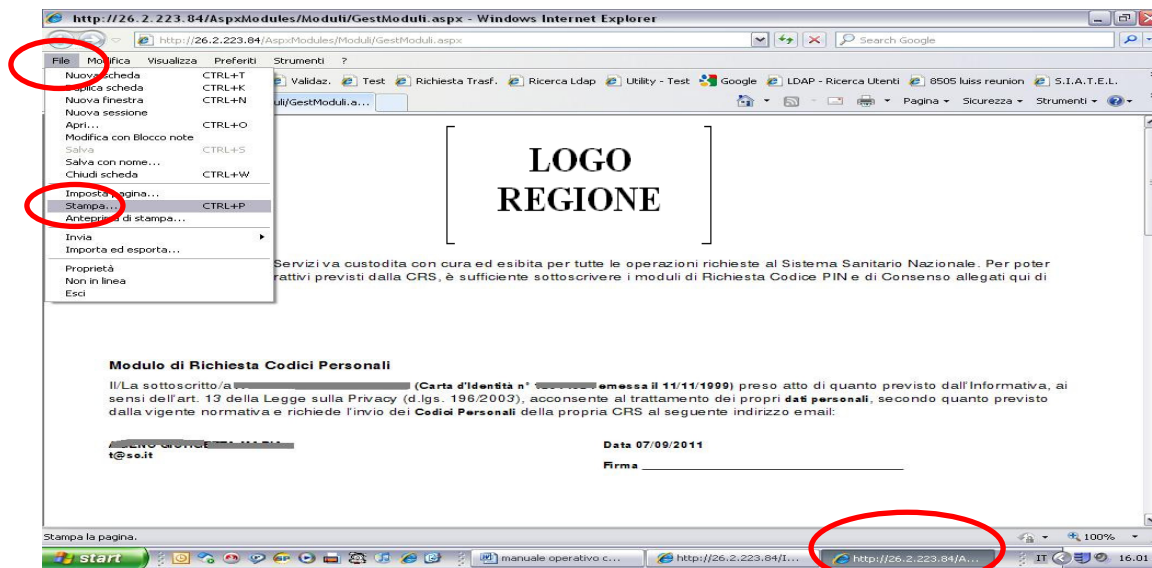 http://26.2.223.84/AspxModules/Moduli/GestModuli.aspx - Windows Internet Explorer
http://26.2.223.84/AspxModules/Moduli/GestModuli.aspx
Search Google
File Modifica Visualizza Preferiti Strumenti ?
Validaz. Test Richiesta Trasf. Ricerca Ldap Utility - Test Google LDAP - Ricerca Utenti 8505 luiss reunion S.I.A.T.E.L.
uli/GestModuli.a...
Pagina Sicurezza Strumenti
Nuova scheda CTRL+T
Duplica scheda CTRL+K
Nuova finestra CTRL+N
Nuova sessione
Apri... CTRL+O
Modifica con Blocco note
Salva CTRL+S
Salva con nome...
Chiudi scheda CTRL+W
Imposta pagina...
Stampa... CTRL+P
Anteprima di stampa...
Invia
Importa ed esporta...
Proprietà
Non in linea
Esci
LOGO
REGIONE
Servizi va custodita con cura ed esibita per tutte le operazioni richieste al Sistema Sanitario Nazionale. Per poter
rattivi previsti dalla CRS, è sufficiente sottoscrivere i moduli di Richiesta Codice PIN e di Consenso allegati qui di
Modulo di Richiesta Codici Personali
Il/La sottoscritto/a (Carta d'Identità n° emessa il 11/11/1999) preso atto di quanto previsto dall'Informativa, ai
sensi dell'art. 13 della Legge sulla Privacy (d.lgs. 196/2003), acconsente al trattamento dei propri dati personali, secondo quanto previsto
dalla vigente normativa e richiede l'invio dei Codici Personali della propria CRS al seguente indirizzo email:
t@so.it
Data 07/09/2011
Firma
Stampa la pagina.
100%
start
manuale operativo c...
http://26.2.223.84/I...
http://26.2.223.84/A...
IT
16.01